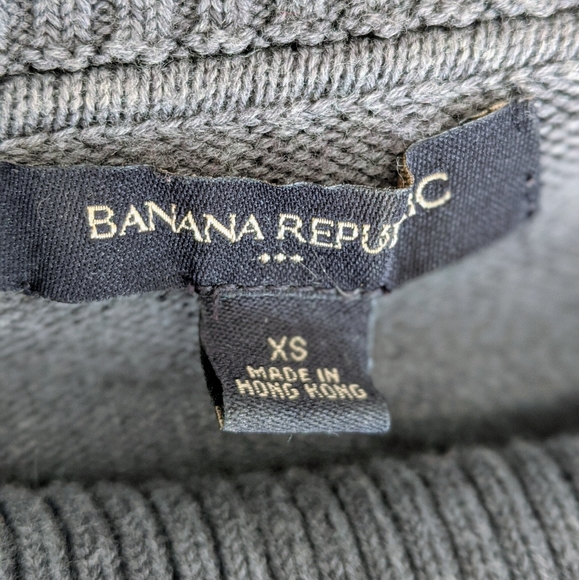 BANANA REPUBLIC
XS
MADE IN
HONG KONG